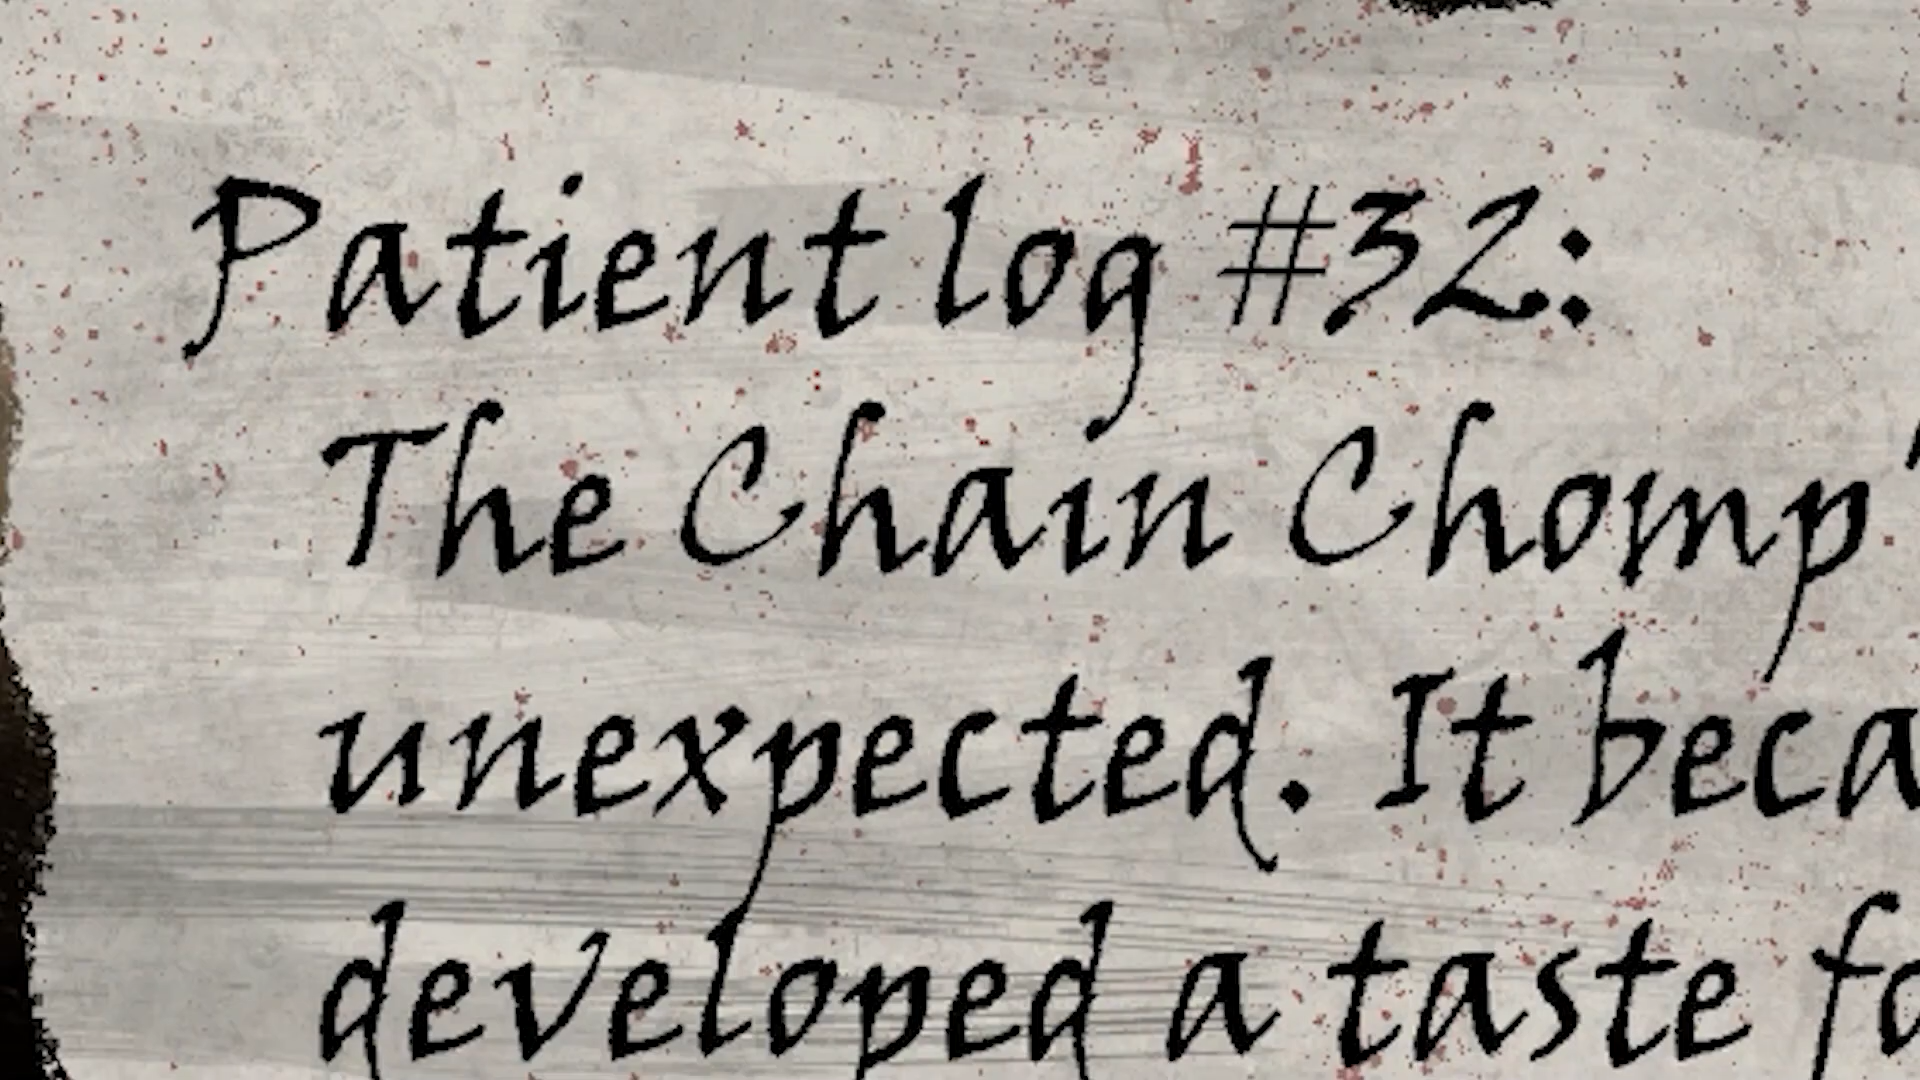 Patient log #32:
The Chain Chomp'
unexpected. It beca
developed a taste fo